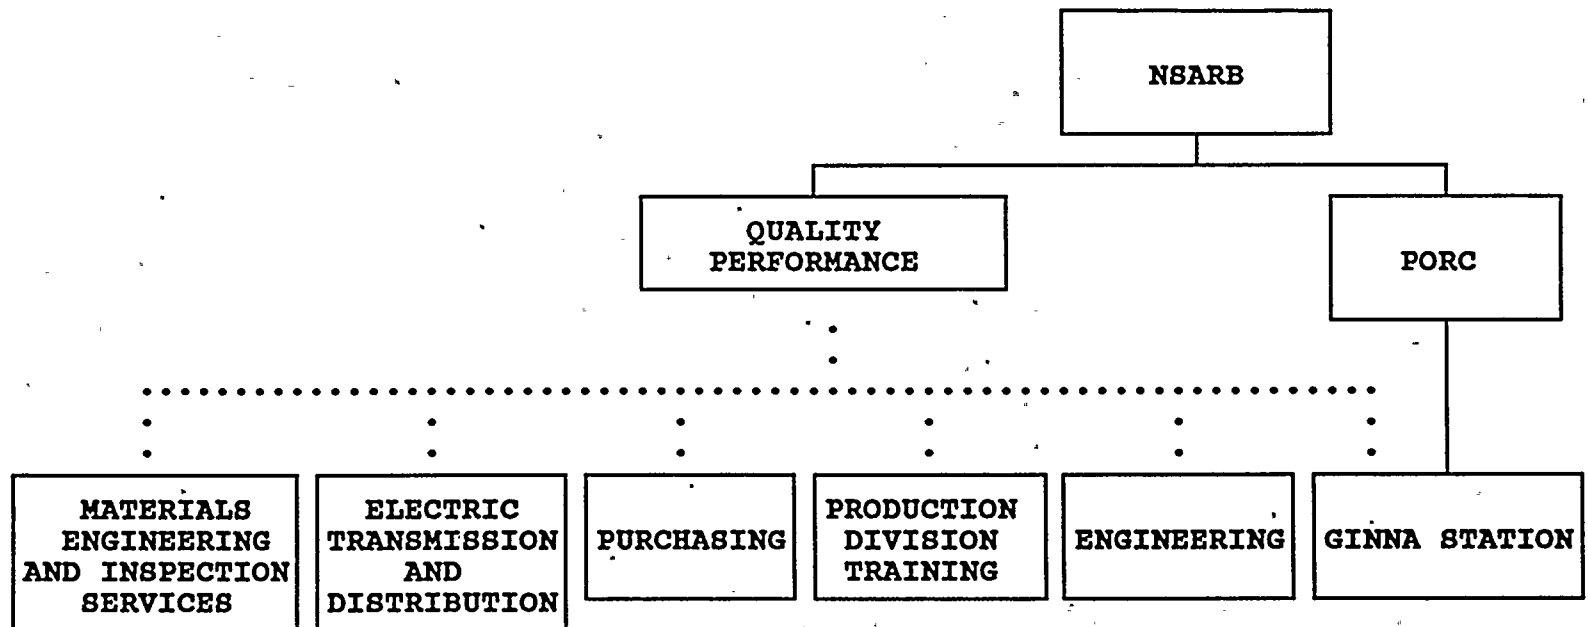 NSARB
QUALITY
PERFORMANCE
PORC
MATERIALS
ENGINEERING
AND INSPECTION
SERVICES
ELECTRIC
TRANSMISSION
AND
DISTRIBUTION
PURCHASING
PRODUCTION
DIVISION
TRAINING
ENGINEERING
GINNA STATION